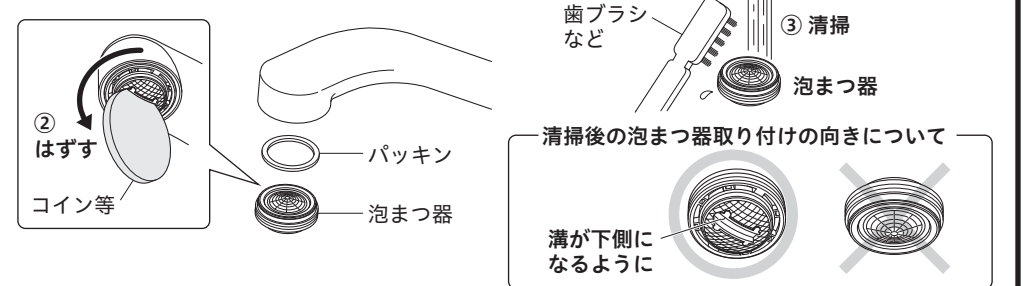 ②
はずす
コイン等
パッキン
泡まつ器
歯ブラシ
など
③ 清掃
泡まつ器
清掃後の泡まつ器取り付けの向きについて
溝が下側に
なるように